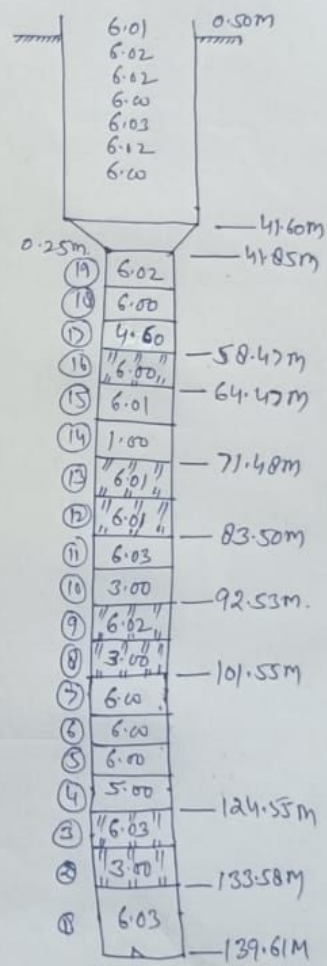 6.01 0.50m
6.02
6.02
6.00
6.03
6.02
6.00
41.60m
0.25m. 41.85m
19 6.02
18 6.00
17 4.60
58.47m
16 6.00
64.47m
15 6.01
14 1.00
71.48m
13 6.01
12 6.01
83.50m
11 6.03
10 3.00
92.53m.
9 6.02
8 3.00
101.55m
7 6.00
6 6.00
5 6.00
4 5.00
124.55m
3 6.03
2 3.00
133.58m
1 6.03
139.61m